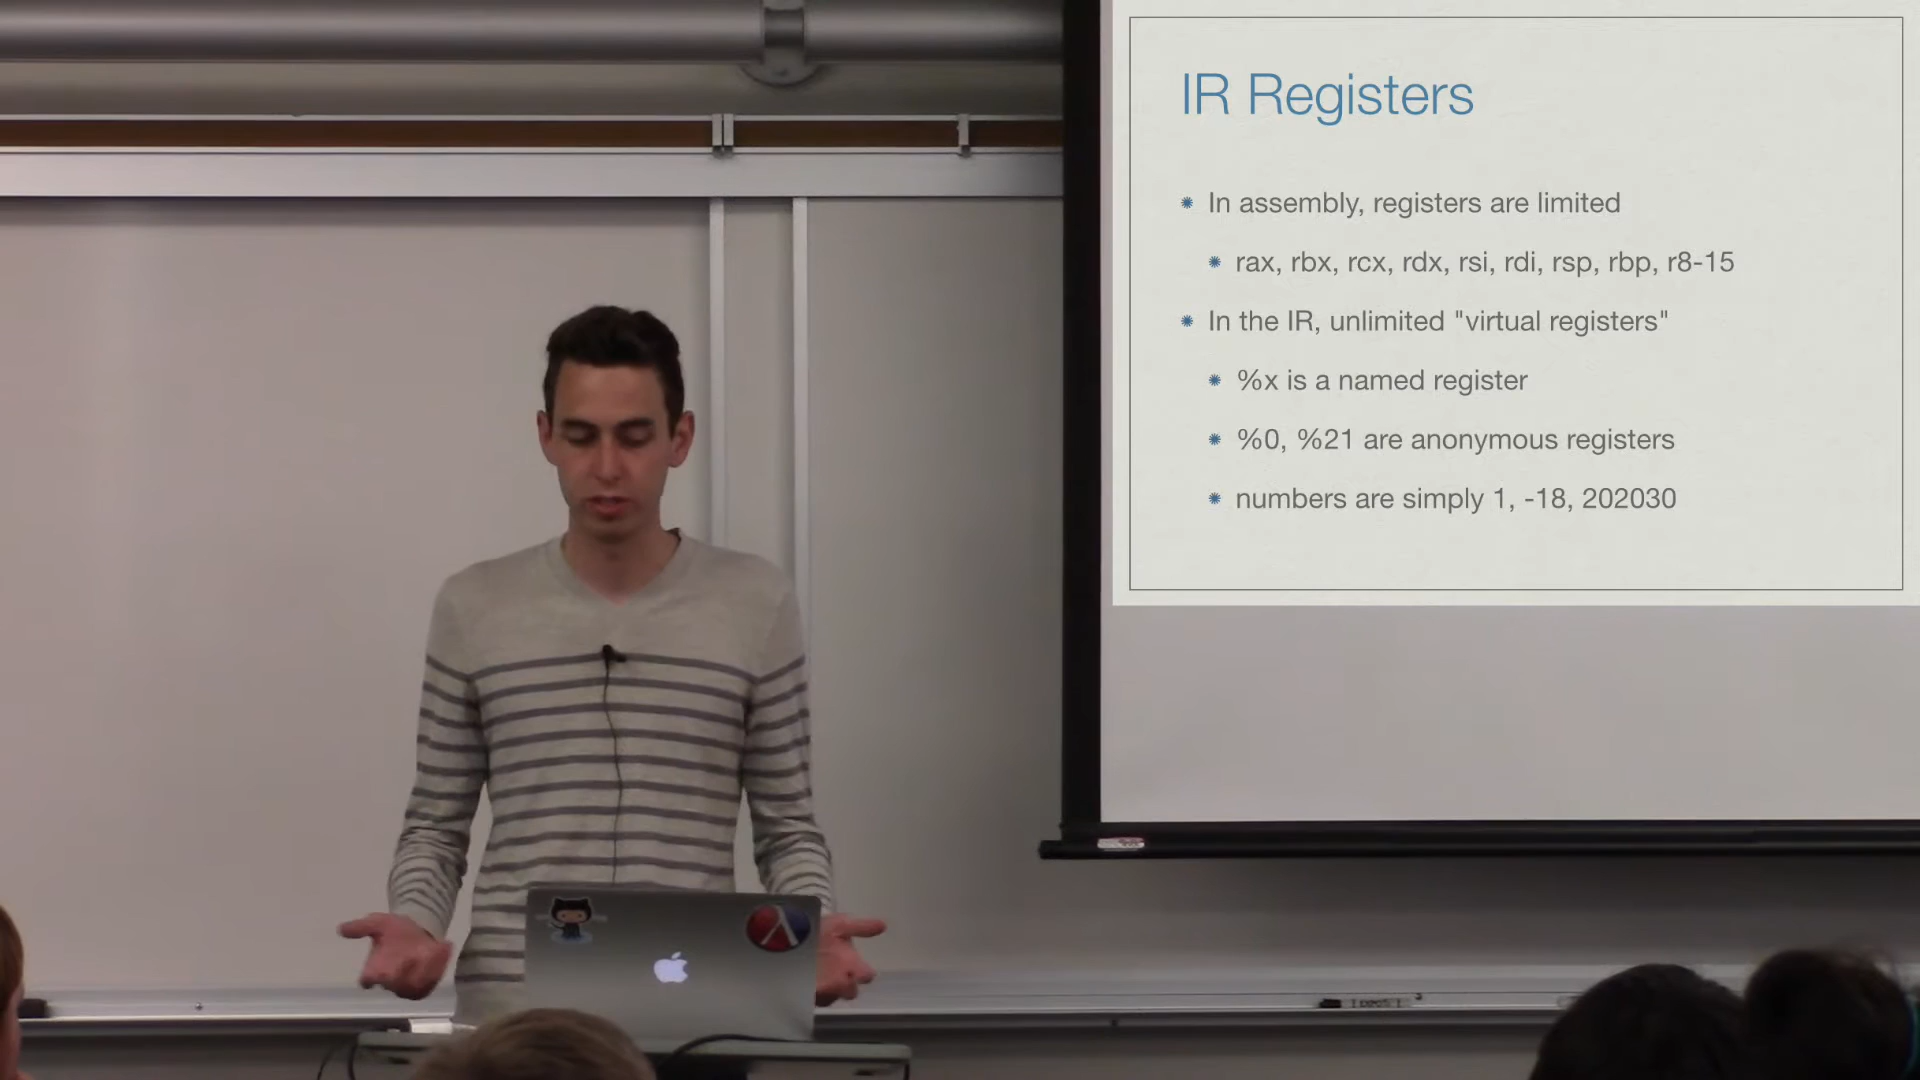 IR Registers
In assembly, registers are limited
rax, rbx, rcx, rdx, rsi, rdi, rsp, rbp, r8-15
In the IR, unlimited "virtual registers"
%x is a named register
%0, %21 are anonymous registers
numbers are simply 1, -18, 202030